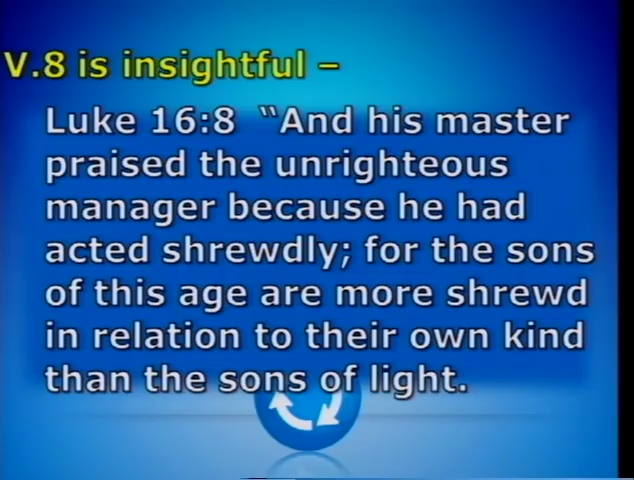 V.8 is insightful –
Luke 16:8 “And his master
praised the unrighteous
manager because he had
acted shrewdly; for the sons
of this age are more shrewd
in relation to their own kind
than the sons of light.